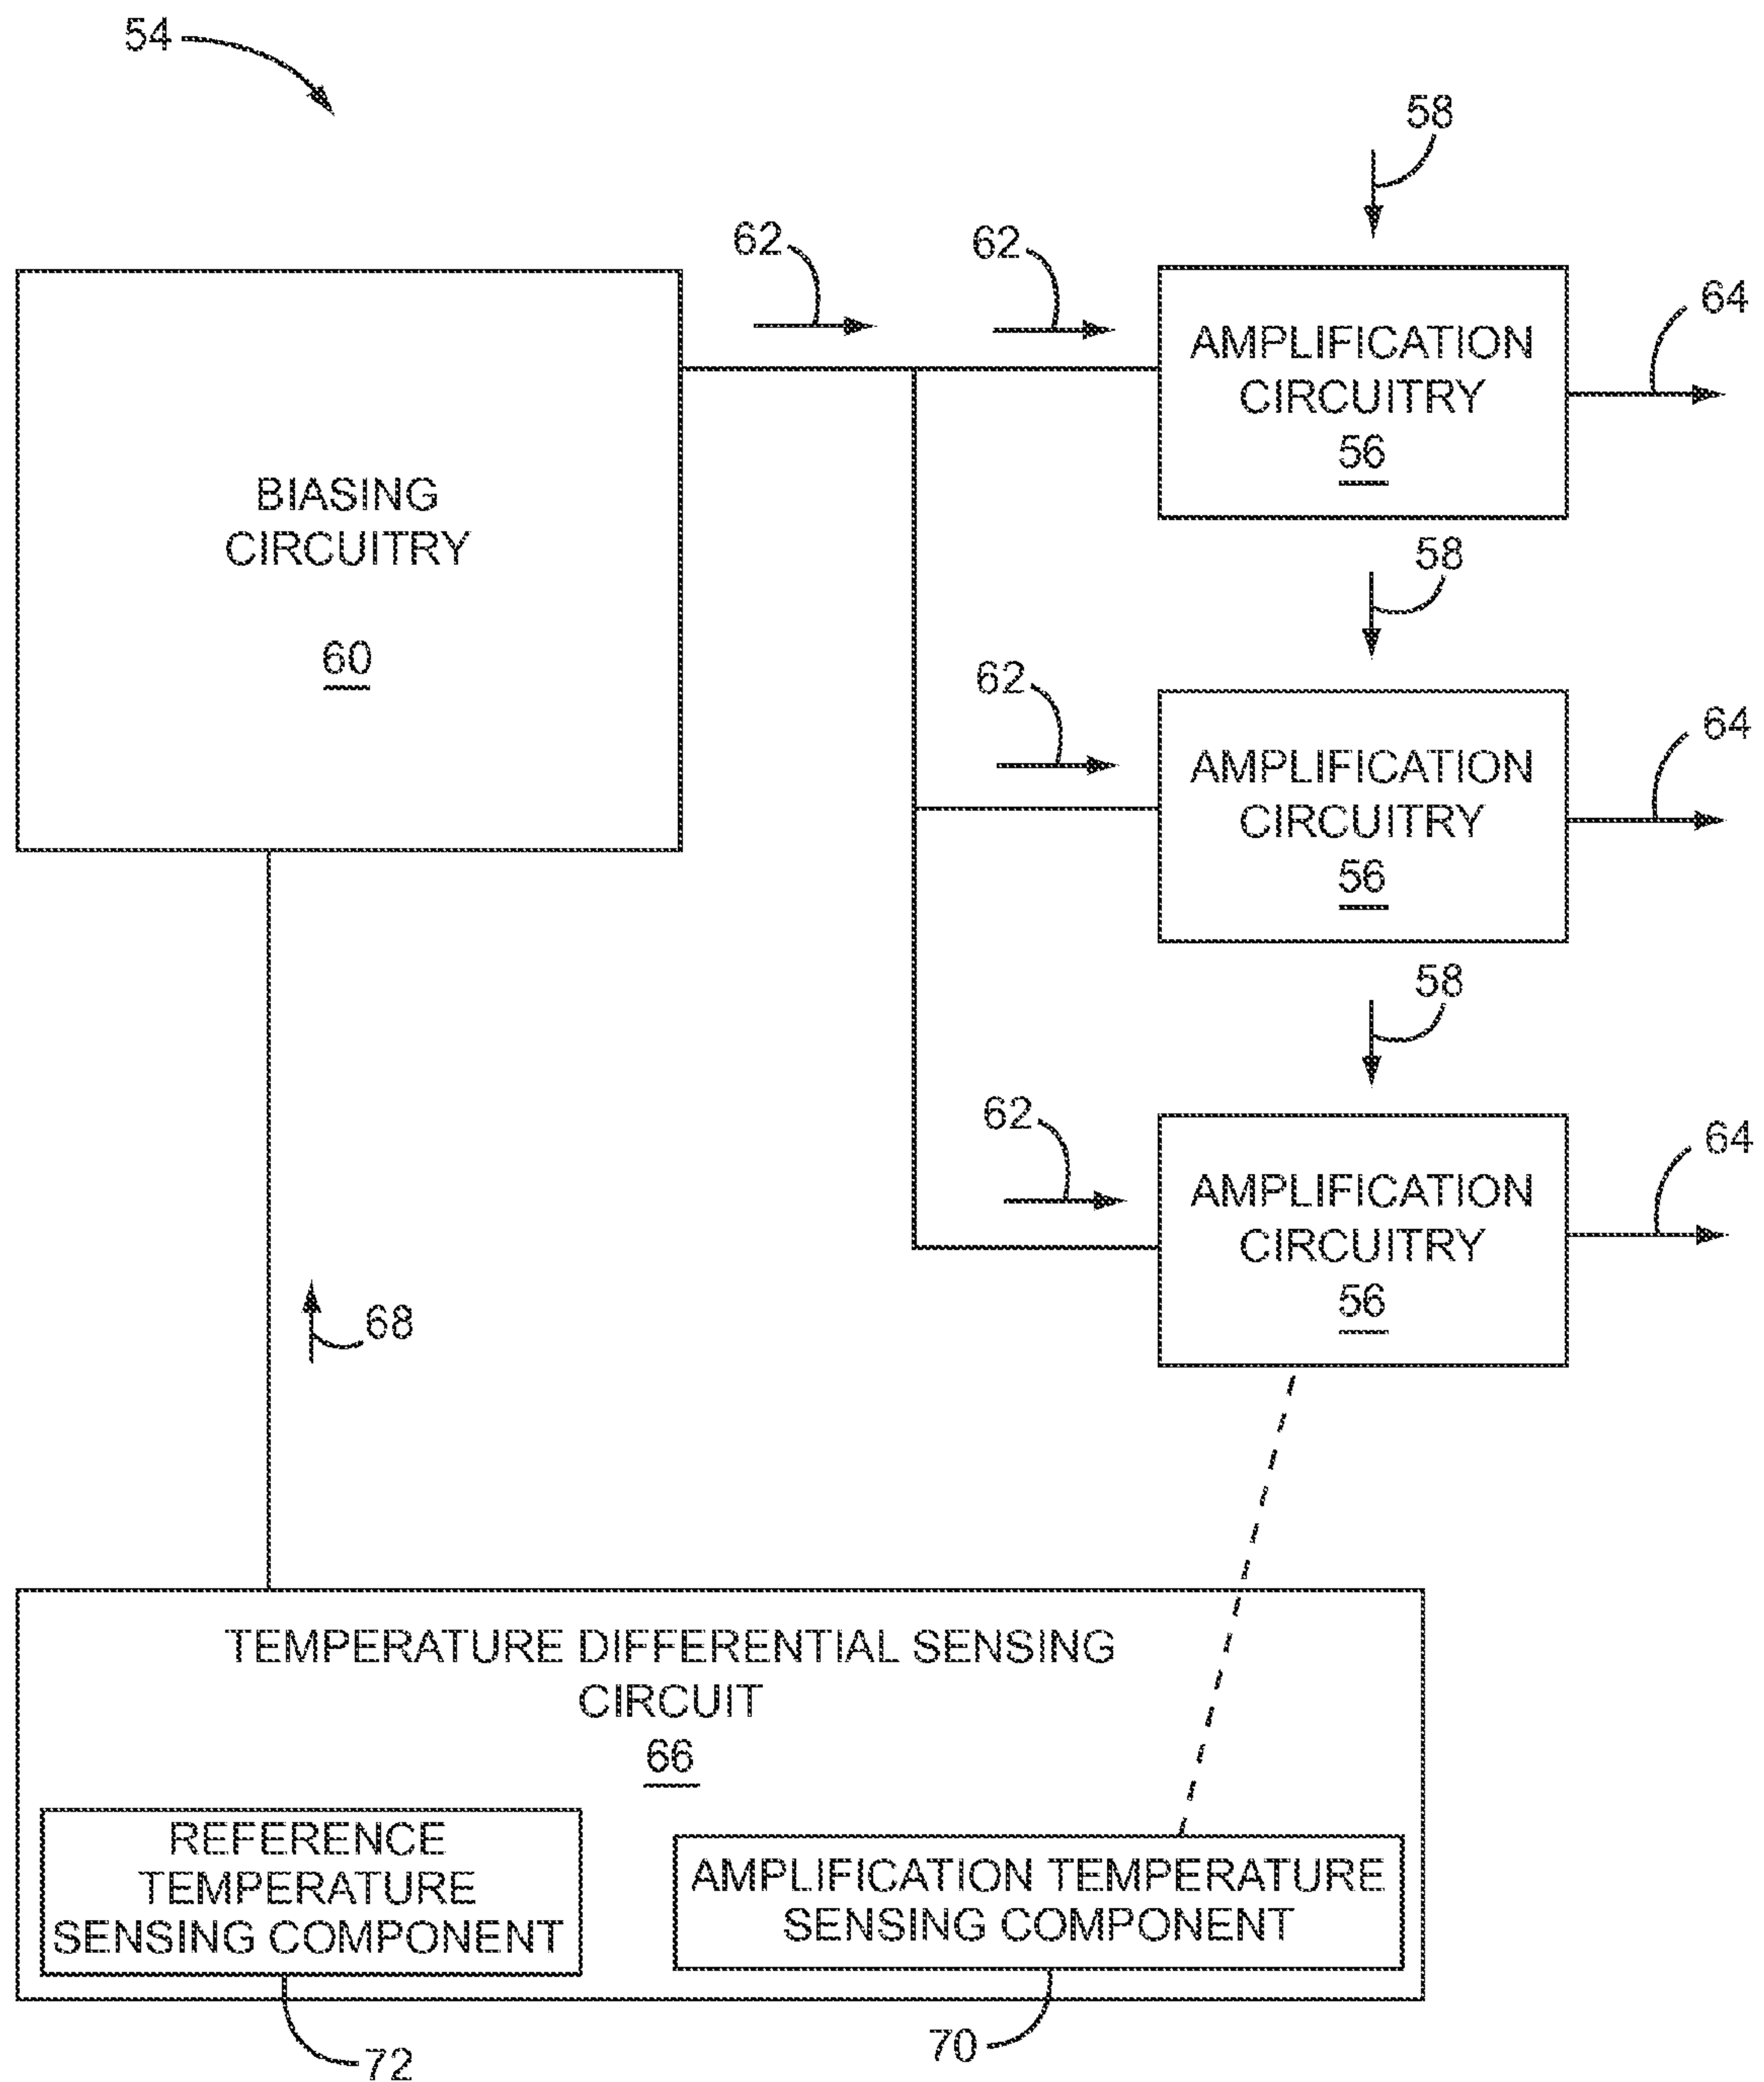 54
58
62
62
64
AMPLIFICATION
CIRCUITRY
56
BIASING
CIRCUITRY
60
58
62
64
AMPLIFICATION
CIRCUITRY
56
58
62
64
AMPLIFICATION
CIRCUITRY
56
68
TEMPERATURE DIFFERENTIAL SENSING
CIRCUIT
66
REFERENCE
TEMPERATURE
SENSING COMPONENT
AMPLIFICATION TEMPERATURE
SENSING COMPONENT
70
72